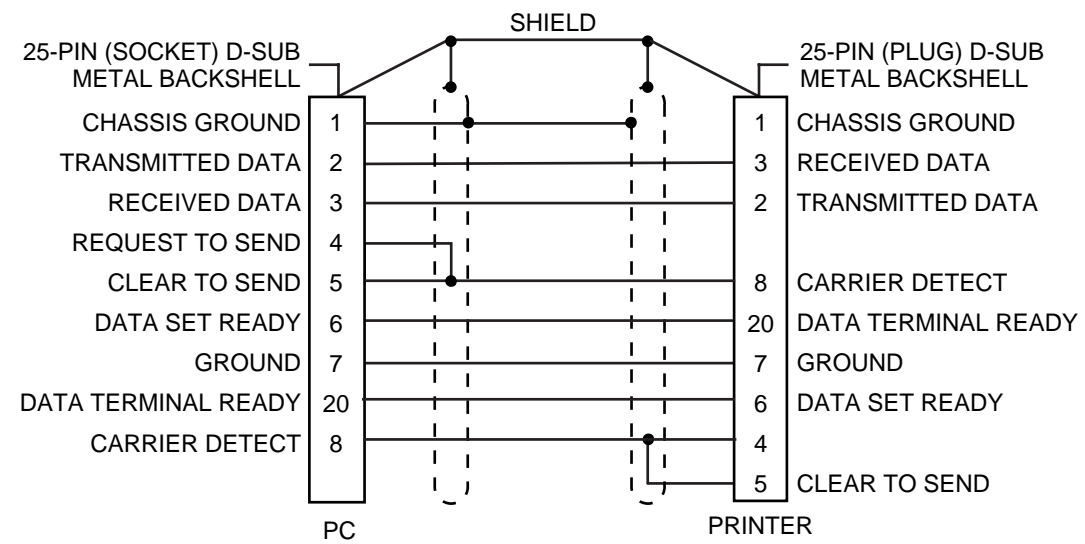 SHIELD
25-PIN (SOCKET) D-SUB
METAL BACKSHELL
25-PIN (PLUG) D-SUB
METAL BACKSHELL
CHASSIS GROUND 1 1 CHASSIS GROUND
TRANSMITTED DATA 2 3 RECEIVED DATA
RECEIVED DATA 3 2 TRANSMITTED DATA
REQUEST TO SEND 4
CLEAR TO SEND 5 8 CARRIER DETECT
DATA SET READY 6 20 DATA TERMINAL READY
GROUND 7 7 GROUND
DATA TERMINAL READY 20 6 DATA SET READY
CARRIER DETECT 8 4
5 CLEAR TO SEND
PC PRINTER